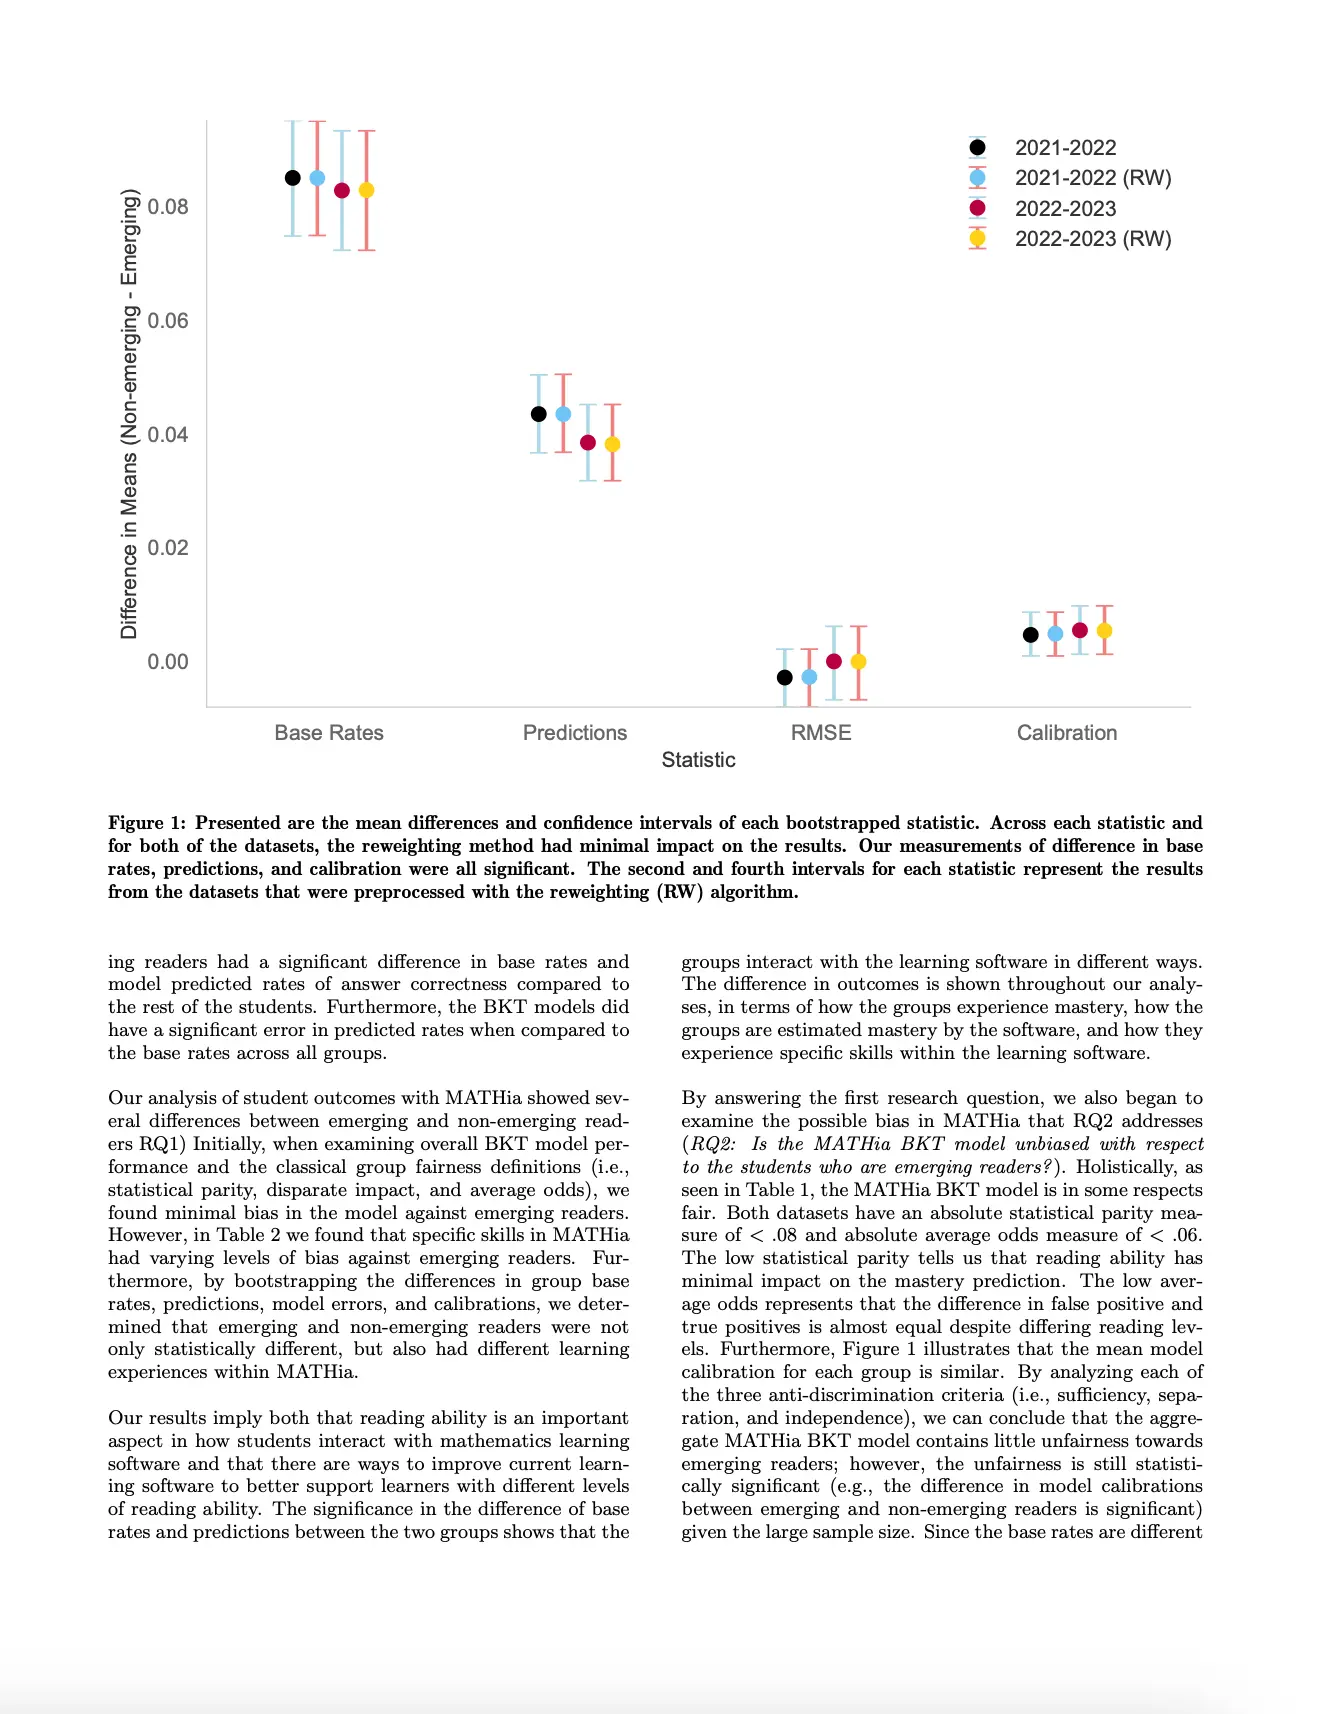 2021-2022
2021-2022 (RW)
2022-2023
2022-2023 (RW)
Difference in Means (Non-emerging - Emerging)
0.08
0.06
0.04
0.02
0.00
Base Rates
Predictions
RMSE
Calibration
Statistic
Figure 1: Presented are the mean differences and confidence intervals of each bootstrapped statistic. Across each statistic and
for both of the datasets, the reweighting method had minimal impact on the results. Our measurements of difference in base
rates, predictions, and calibration were all significant. The second and fourth intervals for each statistic represent the results
from the datasets that were preprocessed with the reweighting (RW) algorithm.
ing readers had a significant difference in base rates and
model predicted rates of answer correctness compared to
the rest of the students. Furthermore, the BKT models did
have a significant error in predicted rates when compared to
the base rates across all groups.
Our analysis of student outcomes with MATHia showed sev-
eral differences between emerging and non-emerging read-
ers RQ1) Initially, when examining overall BKT model per-
formance and the classical group fairness definitions (i.e.,
statistical parity, disparate impact, and average odds), we
found minimal bias in the model against emerging readers.
However, in Table 2 we found that specific skills in MATHia
had varying levels of bias against emerging readers. Fur-
thermore, by bootstrapping the differences in group base
rates, predictions, model errors, and calibrations, we deter-
mined that emerging and non-emerging readers were not
only statistically different, but also had different learning
experiences within MATHia.
Our results imply both that reading ability is an important
aspect in how students interact with mathematics learning
software and that there are ways to improve current learn-
ing software to better support learners with different levels
of reading ability. The significance in the difference of base
rates and predictions between the two groups shows that the
groups interact with the learning software in different ways.
The difference in outcomes is shown throughout our analy-
ses, in terms of how the groups experience mastery, how the
groups are estimated mastery by the software, and how they
experience specific skills within the learning software.
By answering the first research question, we also began to
examine the possible bias in MATHia that RQ2 addresses
(RQ2: Is the MATHia BKT model unbiased with respect
to the students who are emerging readers?). Holistically, as
seen in Table 1, the MATHia BKT model is in some respects
fair. Both datasets have an absolute statistical parity mea-
sure of < .08 and absolute average odds measure of < .06.
The low statistical parity tells us that reading ability has
minimal impact on the mastery prediction. The low aver-
age odds represents that the difference in false positive and
true positives is almost equal despite differing reading lev-
els. Furthermore, Figure 1 illustrates that the mean model
calibration for each group is similar. By analyzing each of
the three anti-discrimination criteria (i.e., sufficiency, sepa-
ration, and independence), we can conclude that the aggre-
gate MATHia BKT model contains little unfairness towards
emerging readers; however, the unfairness is still statisti-
cally significant (e.g., the difference in model calibrations
between emerging and non-emerging readers is significant)
given the large sample size. Since the base rates are different